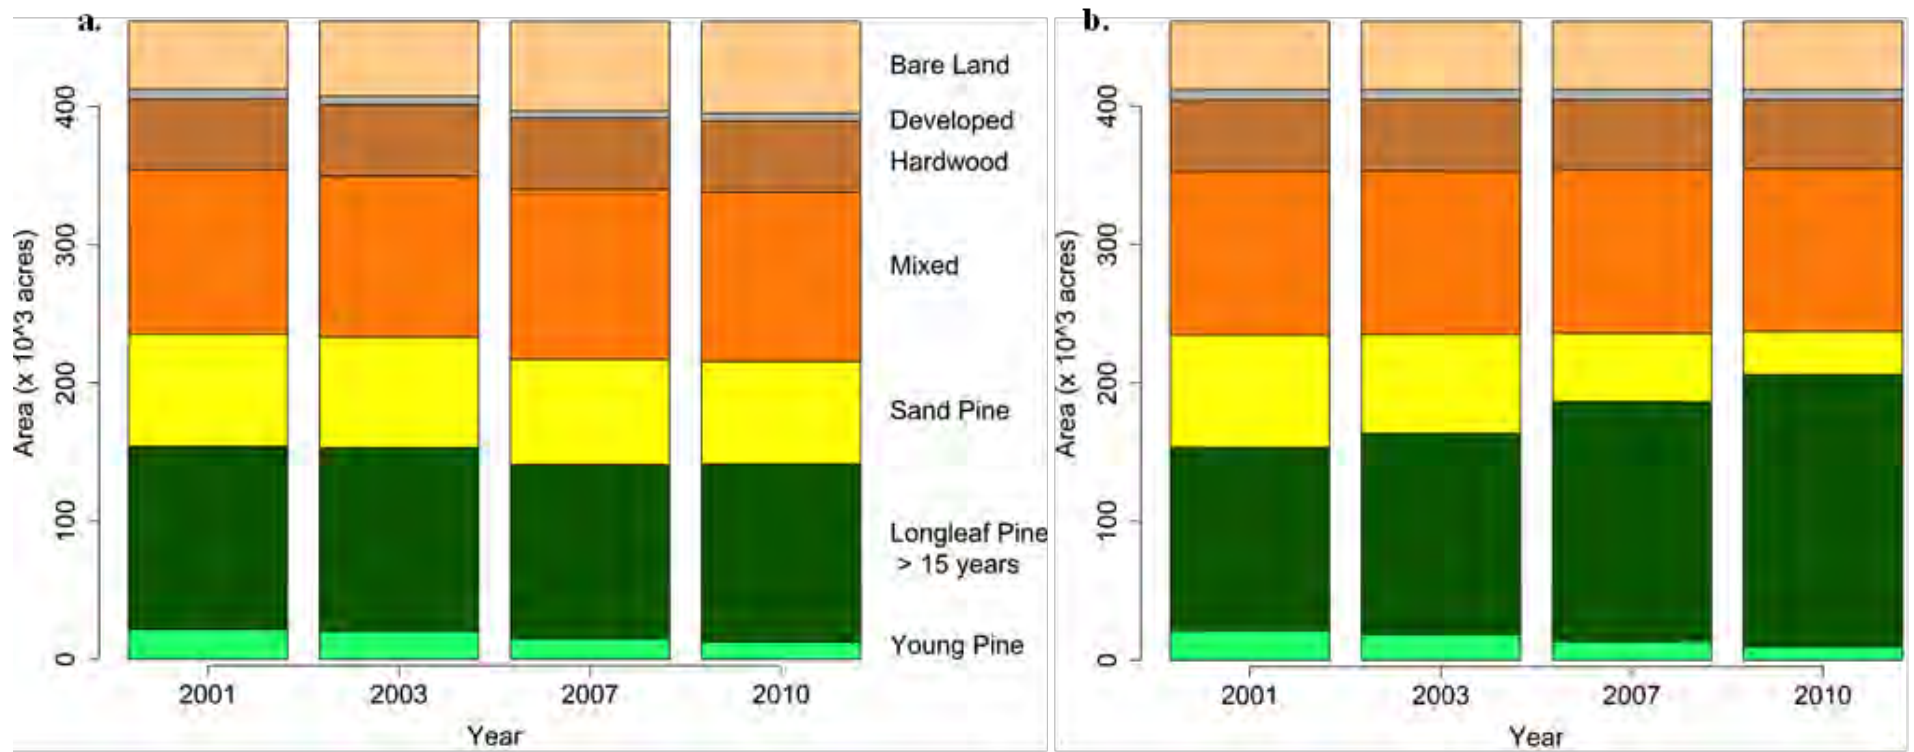 a.
Area (x 10^3 acres)
400
300
200
100
0
2001 2003 2007 2010
Year
Bare Land
Developed
Hardwood
Mixed
Sand Pine
Longleaf Pine
> 15 years
Young Pine
b.
Area (x 10^3 acres)
400
300
200
100
0
2001 2003 2007 2010
Year